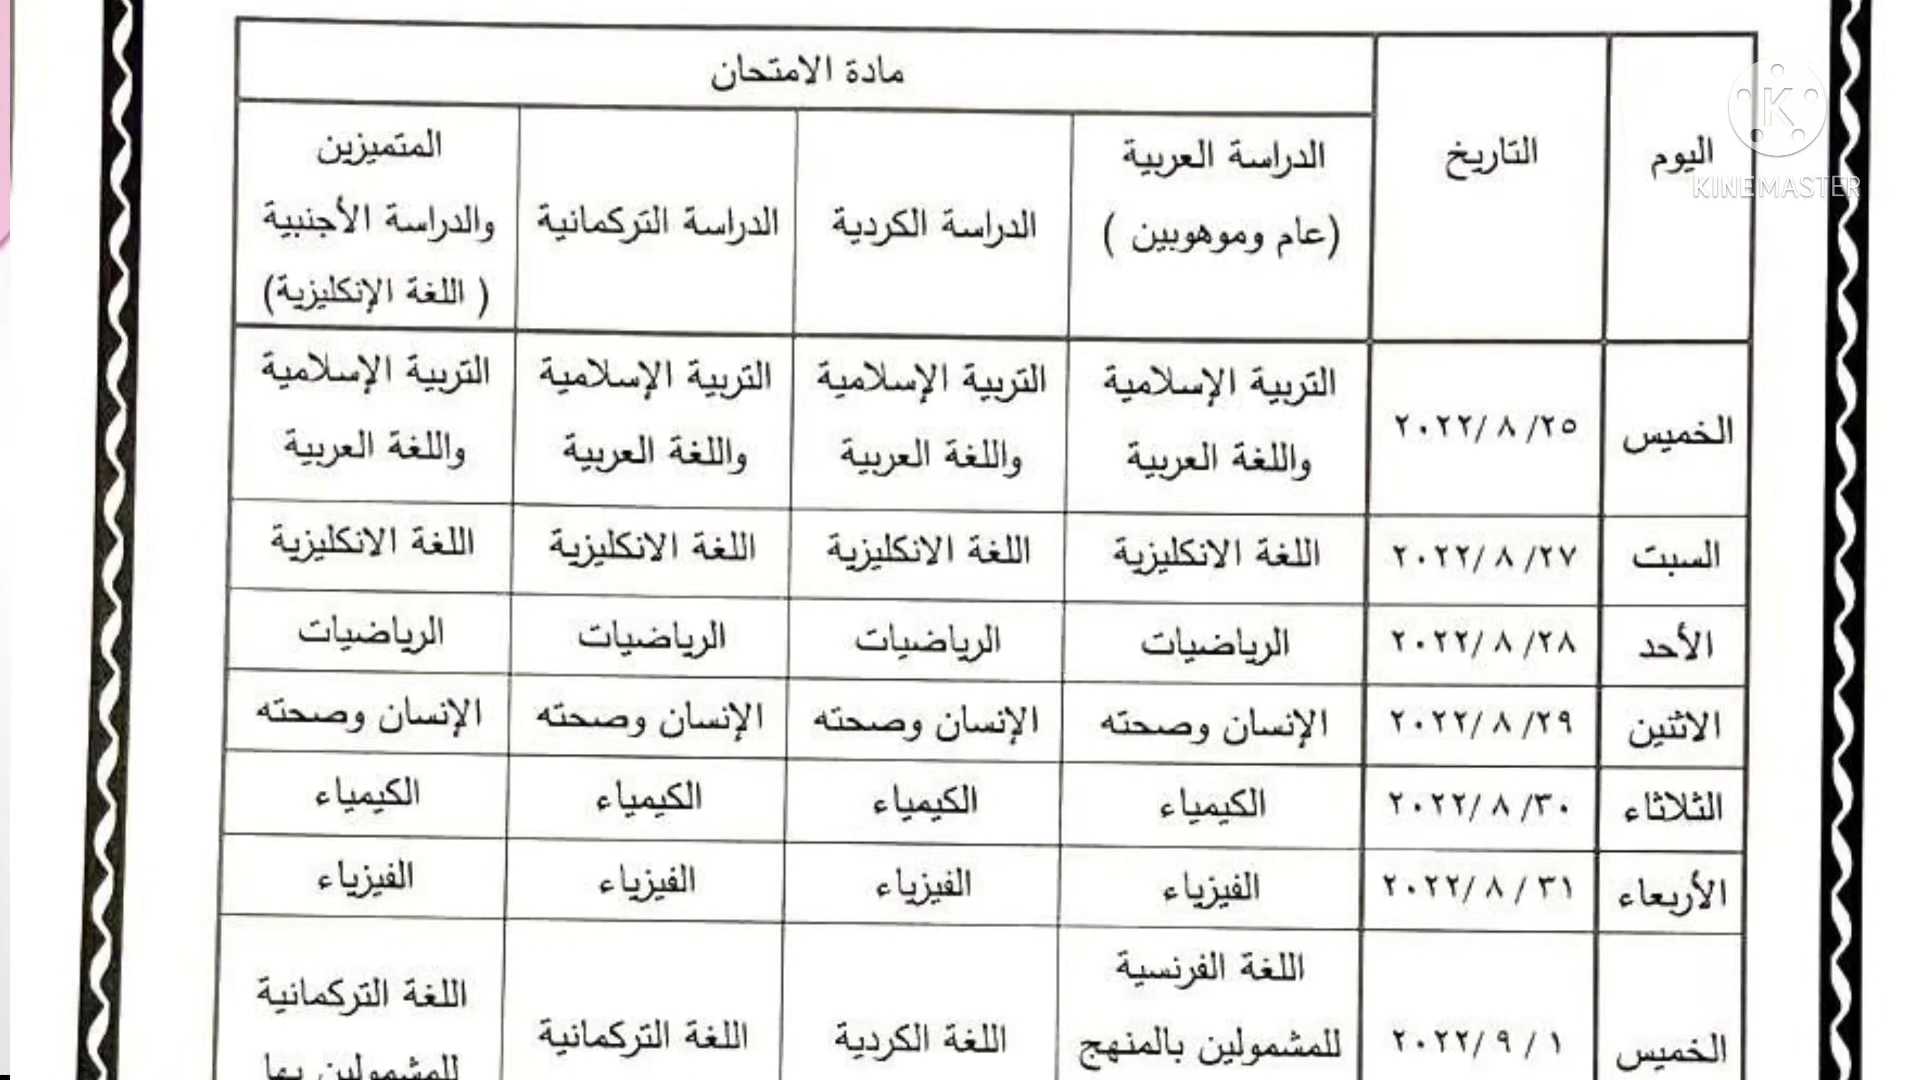 مادة الامتحان
اليوم
التاريخ
الدراسة العربية
(عام وموهوبين )
الدراسة الكردية
الدراسة التركمانية
المتميزين
والدراسة الأجنبية
( اللغة الإنكليزية)
KINEMASTER
الخميس
٢٠٢٢/ ٨ /٢٥
التربية الإسلامية
واللغة العربية
التربية الإسلامية
واللغة العربية
التربية الإسلامية
واللغة العربية
التربية الإسلامية
واللغة العربية
السبت
٢٠٢٢/ ٨ /٢٧
اللغة الانكليزية
اللغة الانكليزية
اللغة الانكليزية
اللغة الانكليزية
الأحد
٢٠٢٢/ ٨ /٢٨
الرياضيات
الرياضيات
الرياضيات
الرياضيات
الاثنين
٢٠٢٢/ ٨ /٢٩
الإنسان وصحته
الإنسان وصحته
الإنسان وصحته
الإنسان وصحته
الثلاثاء
٢٠٢٢/ ٨ /٣٠
الكيمياء
الكيمياء
الكيمياء
الكيمياء
الأربعاء
٢٠٢٢/ ٨ / ٣١
الفيزياء
الفيزياء
الفيزياء
الفيزياء
الخميس
٢٠٢٢/ ٩ / ١
اللغة الفرنسية
للمشمولين بالمنهج
اللغة الكردية
اللغة التركمانية
اللغة التركمانية
للمشمولين بها